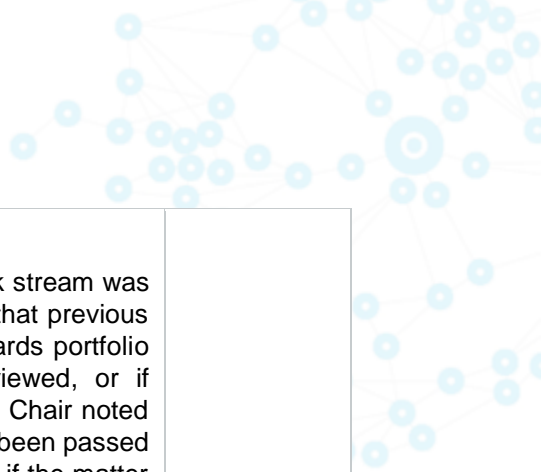 k stream was
hat previous
ards portfolio
iewed, or if
Chair noted
been passed
if the matter